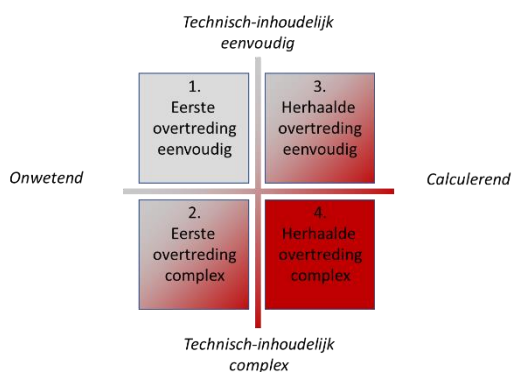 Technisch-inhoudelijk
eenvoudig
1.
Eerste
overtreding
eenvoudig
3.
Herhaalde
overtreding
eenvoudig
Onwetend
Calculerend
2.
Eerste
overtreding
complex
4.
Herhaalde
overtreding
complex
Technisch-inhoudelijk
complex